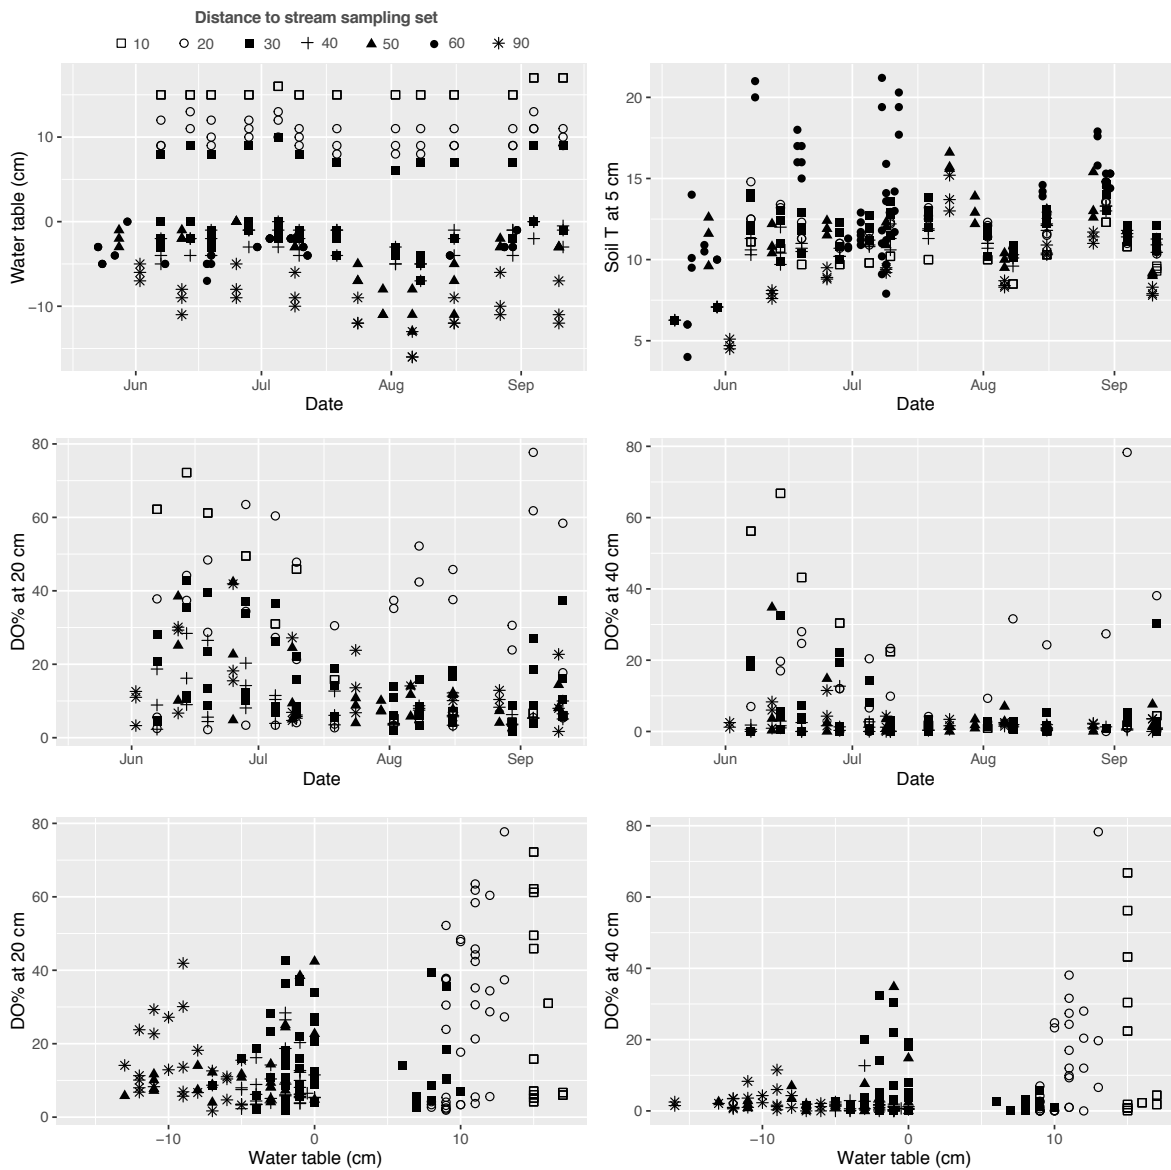 Distance to stream sampling set
10 20 30 40 50 60 90
10
0
−10
Water table (cm)
Jun Jul Aug Sep
Date
20
15
10
5
Soil T at 5 cm
Jun Jul Aug Sep
Date
80
60
40
20
0
DO% at 20 cm
Jun Jul Aug Sep
Date
80
60
40
20
0
DO% at 40 cm
Jun Jul Aug Sep
Date
80
60
40
20
0
DO% at 20 cm
−10 0 10
Water table (cm)
80
60
40
20
0
DO% at 40 cm
−10 0 10
Water table (cm)